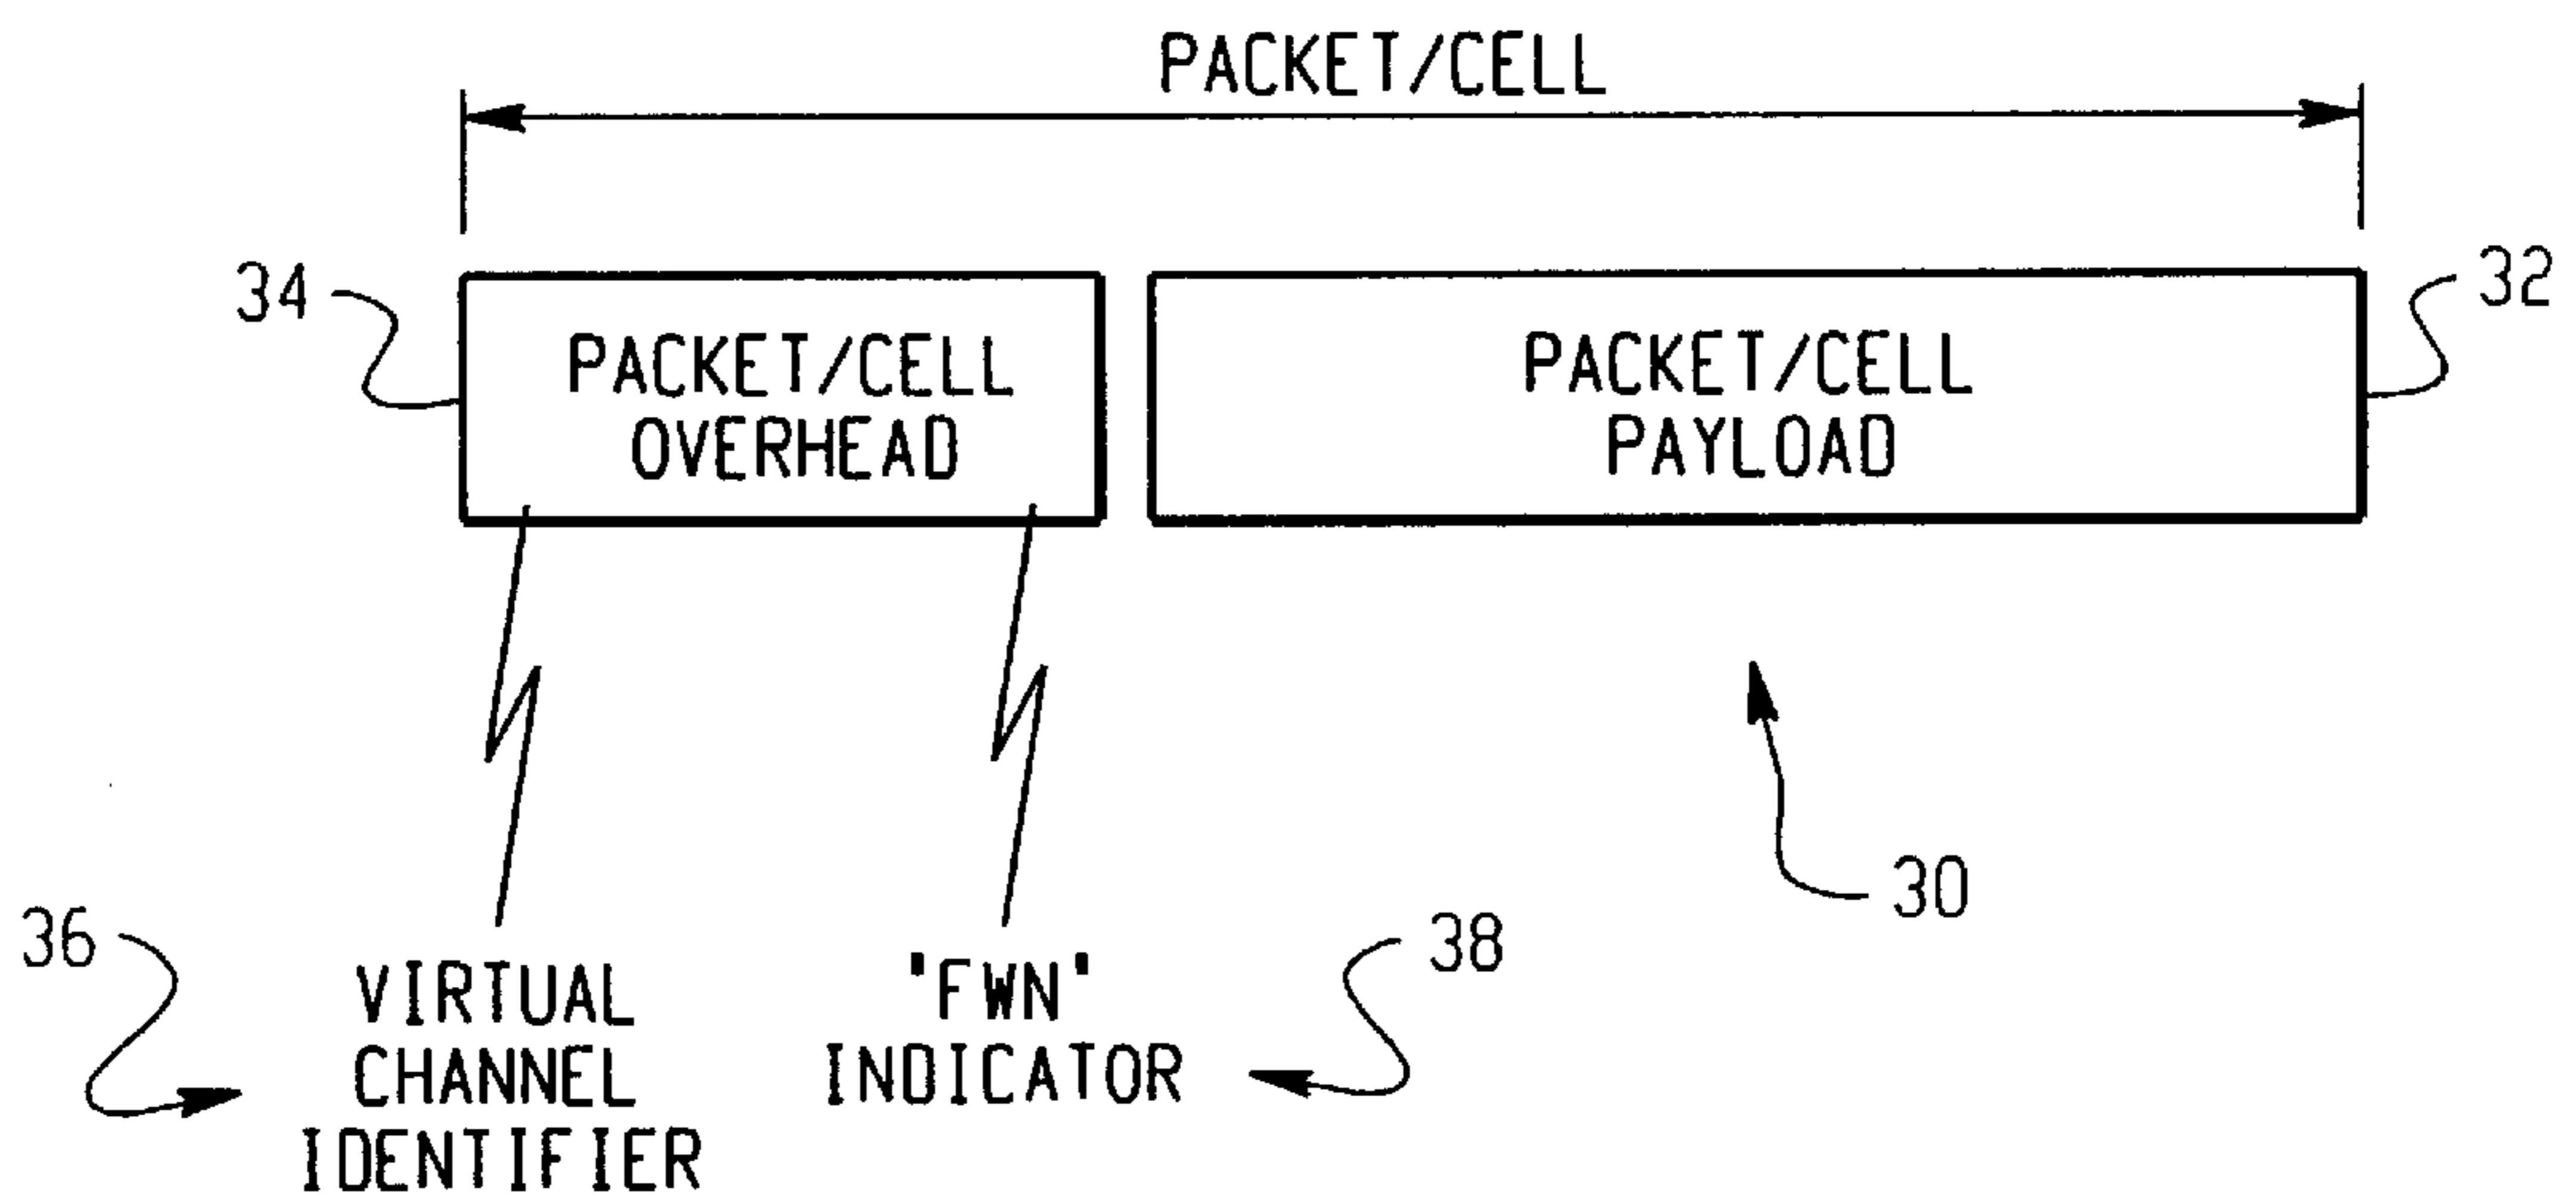 PACKET/CELL
34
32
PACKET/CELL
OVERHEAD
PACKET/CELL
PAYLOAD
30
36
38
VIRTUAL
CHANNEL
IDENTIFIER
"FWN"
INDICATOR